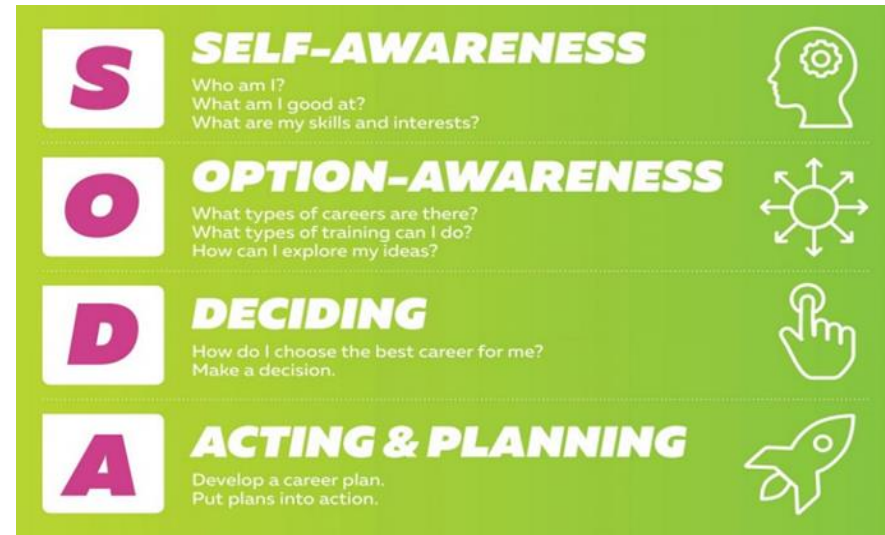 S
SELF-AWARENESS
Who am I?
What am I good at?
What are my skills and interests?
O
OPTION-AWARENESS
What types of careers are there?
What types of training can I do?
How can I explore my ideas?
D
DECIDING
How do I choose the best career for me?
Make a decision.
A
ACTING & PLANNING
Develop a career plan.
Put plans into action.